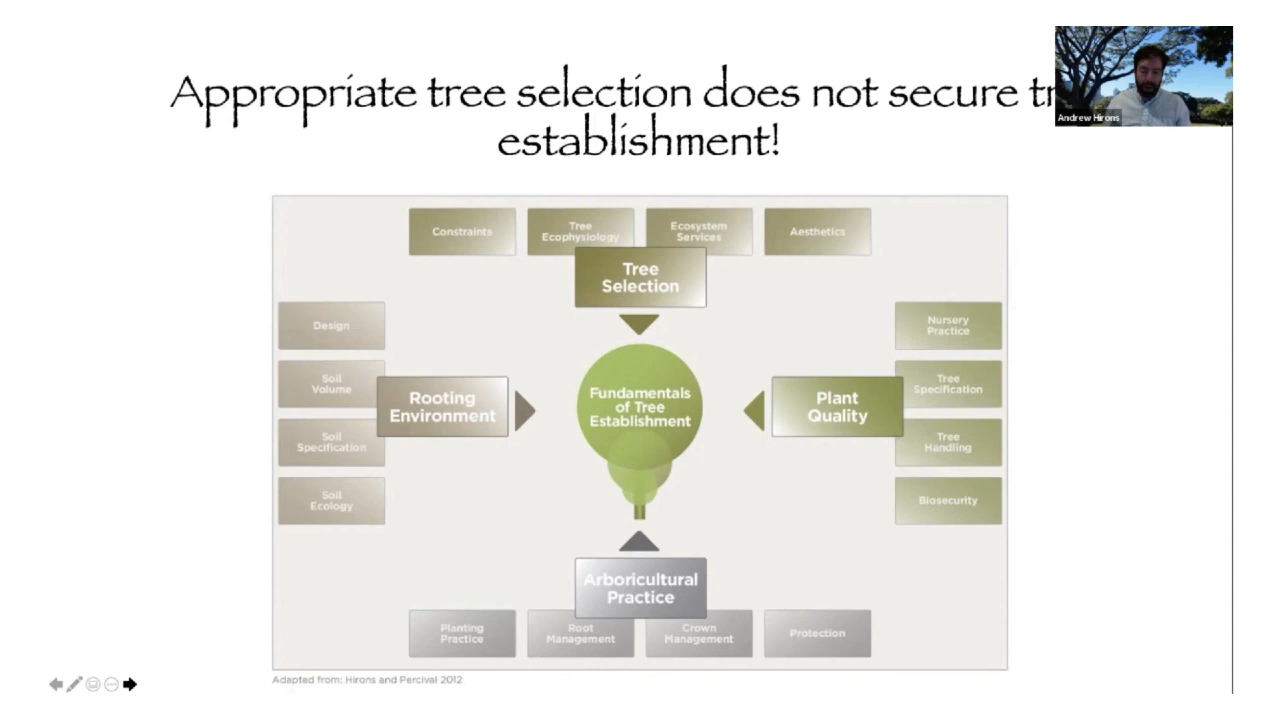 Appropriate tree selection does not secure
establishment!
Andrew Hirons
Constraints
Tree
Ecophysiology
Ecosystem
Services
Aesthetics
Tree
Selection
Design
Soil
Volume
Soil
Specification
Soil
Ecology
Rooting
Environment
Fundamentals
of Tree
Establishment
Plant
Quality
Nursery
Practice
Tree
Specification
Tree
Handling
Biosecurity
Arboricultural
Practice
Planting
Practice
Root
Management
Crown
Management
Protection
Adapted from: Hirons and Percival 2012